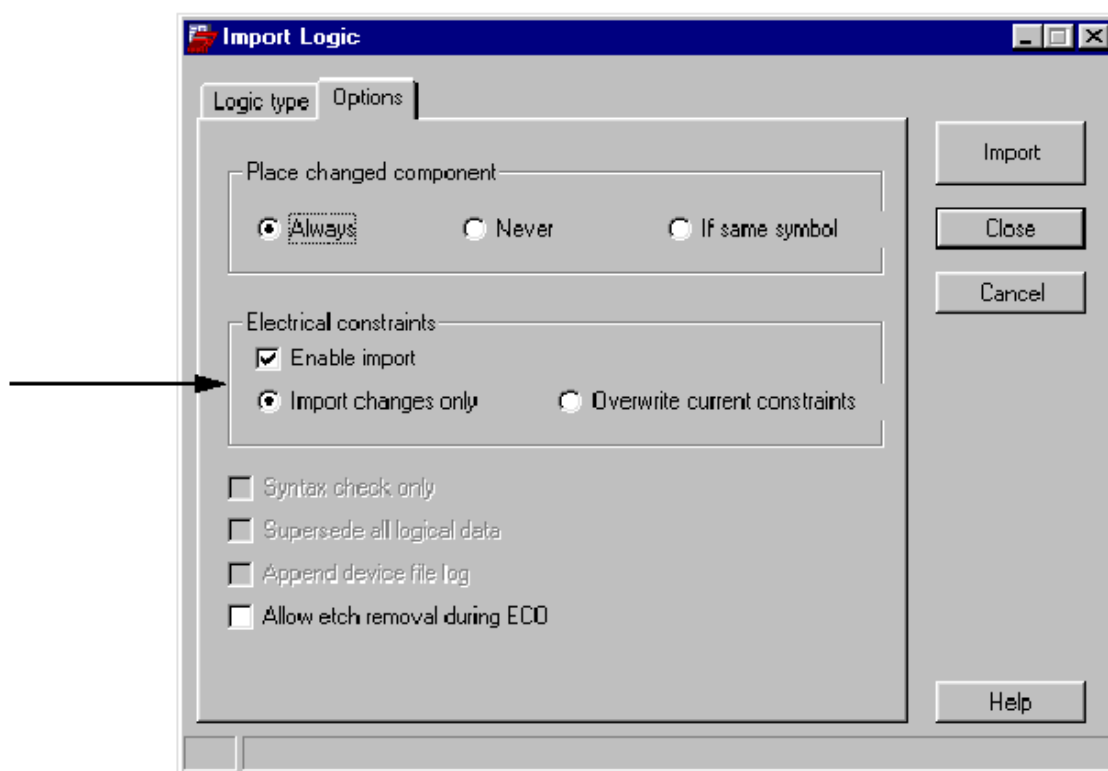 Import Logic
Logic type
Options
Import
Place changed component
Always
Never
If same symbol
Close
Cancel
Electrical constraints
Enable import
Import changes only
Overwrite current constraints
Syntax check only
Supersede all logical data
Append device file log
Allow etch removal during ECO
Help